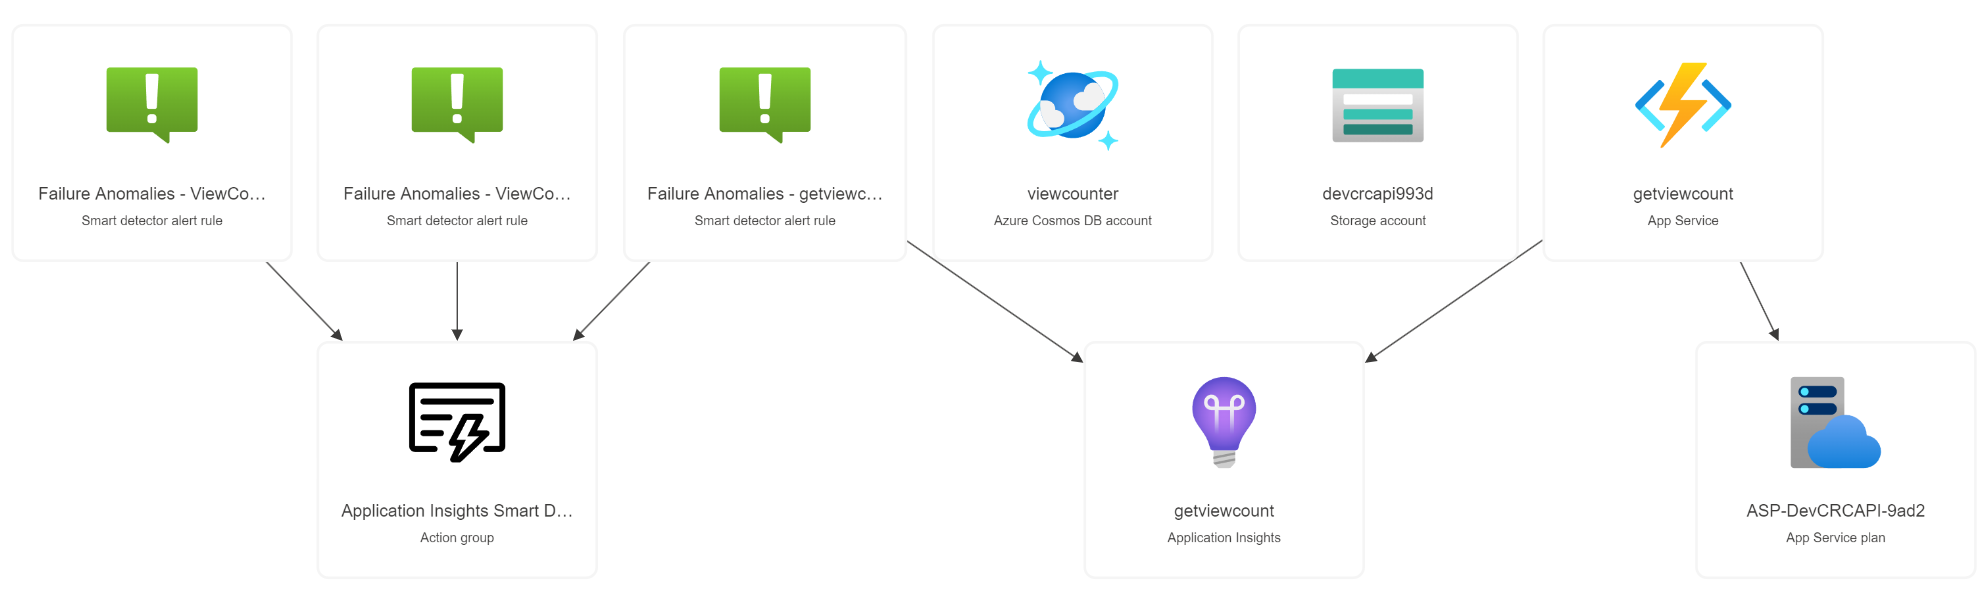 Failure Anomalies - ViewCo...
Smart detector alert rule
Failure Anomalies - ViewCo...
Smart detector alert rule
Failure Anomalies - getviewc...
Smart detector alert rule
viewcounter
Azure Cosmos DB account
devcrcapi993d
Storage account
getviewcount
App Service
Application Insights Smart D...
Action group
getviewcount
Application Insights
ASP-DevCRCAPI-9ad2
App Service plan